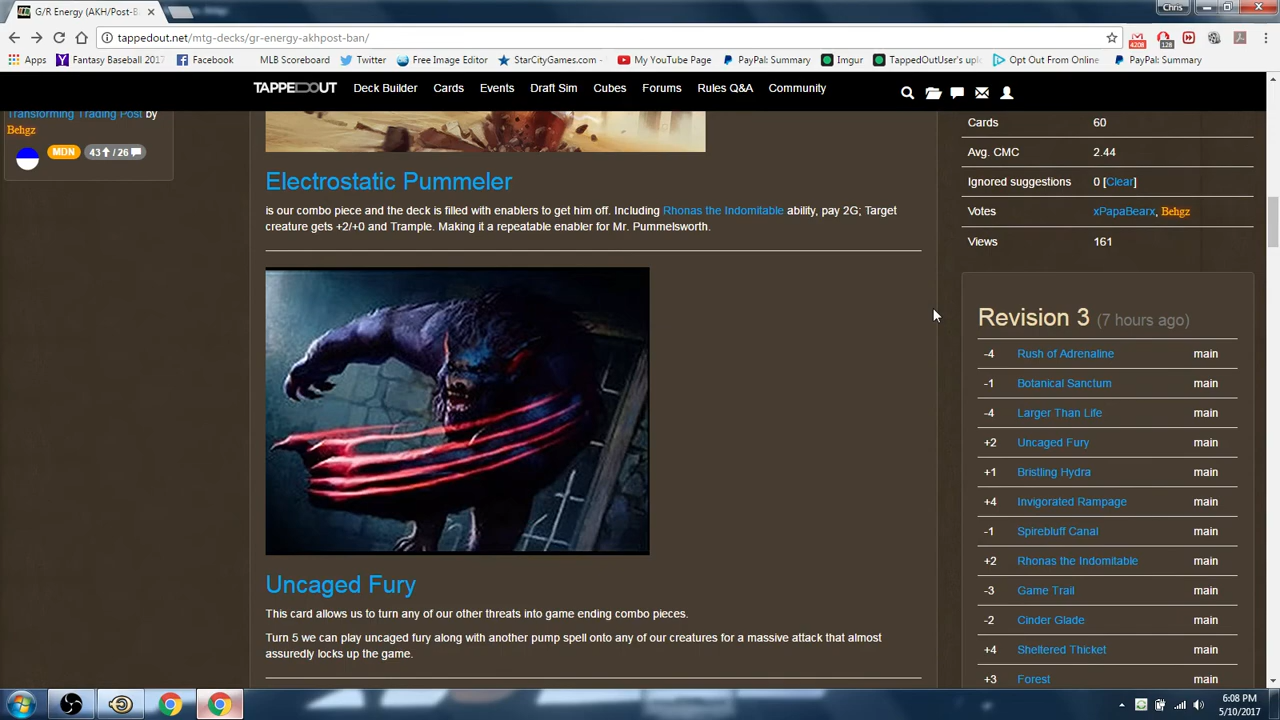 G/R Energy (AKH/Post-B
Chris
tappedout.net/mtg-decks/gr-energy-akhpost-ban/
4208
128
Apps Fantasy Baseball 2017 Facebook MLB Scoreboard Twitter Free Image Editor StarCityGames.com - My YouTube Page PayPal: Summary Imgur TappedOutUser's upl Opt Out From Online PayPal: Summary
TAPPEDOUT Deck Builder Cards Events Draft Sim Cubes Forums Rules Q&A Community
Transforming Trading Post by
Behgz
MDN 43 / 26
Electrostatic Pummeler
is our combo piece and the deck is filled with enablers to get him off. Including Rhonas the Indomitable ability, pay 2G; Target
creature gets +2/+0 and Trample. Making it a repeatable enabler for Mr. Pummelsworth.
Uncaged Fury
This card allows us to turn any of our other threats into game ending combo pieces.
Turn 5 we can play uncaged fury along with another pump spell onto any of our creatures for a massive attack that almost
assuredly locks up the game.
Cards 60
Avg. CMC 2.44
Ignored suggestions 0 [Clear]
Votes xPapaBearx, Behgz
Views 161
Revision 3 (7 hours ago)
-4 Rush of Adrenaline main
-1 Botanical Sanctum main
-4 Larger Than Life main
+2 Uncaged Fury main
+1 Bristling Hydra main
+4 Invigorated Rampage main
-1 Spirebluff Canal main
+2 Rhonas the Indomitable main
-3 Game Trail main
-2 Cinder Glade main
+4 Sheltered Thicket main
+3 Forest main
6:08 PM
5/10/2017